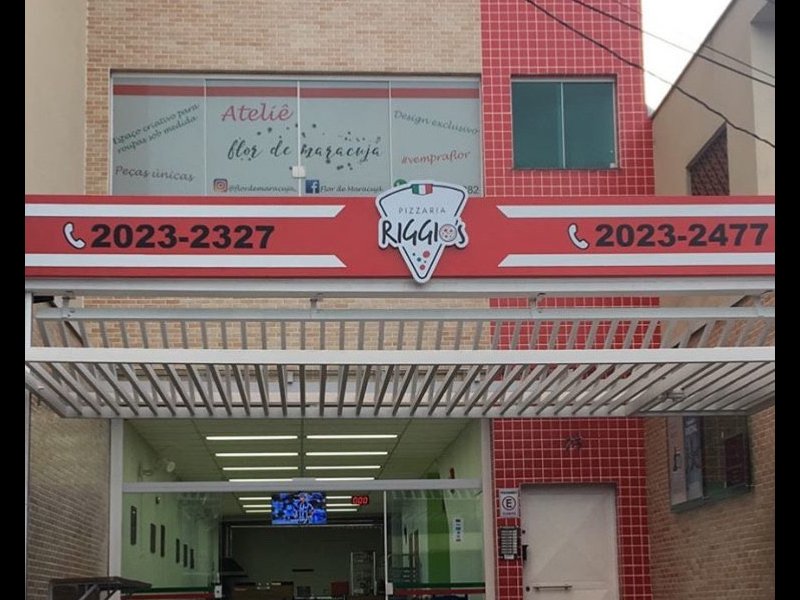 Espaço criativo para
roupas sob medida
Peças únicas
Ateliê
flor de maracujá
Design exclusivo
#vempraflor
@flordemaracuja_
Flor de Maracujá
2023-2327
PIZZARIA
RIGGIO'S
2023-2477
E